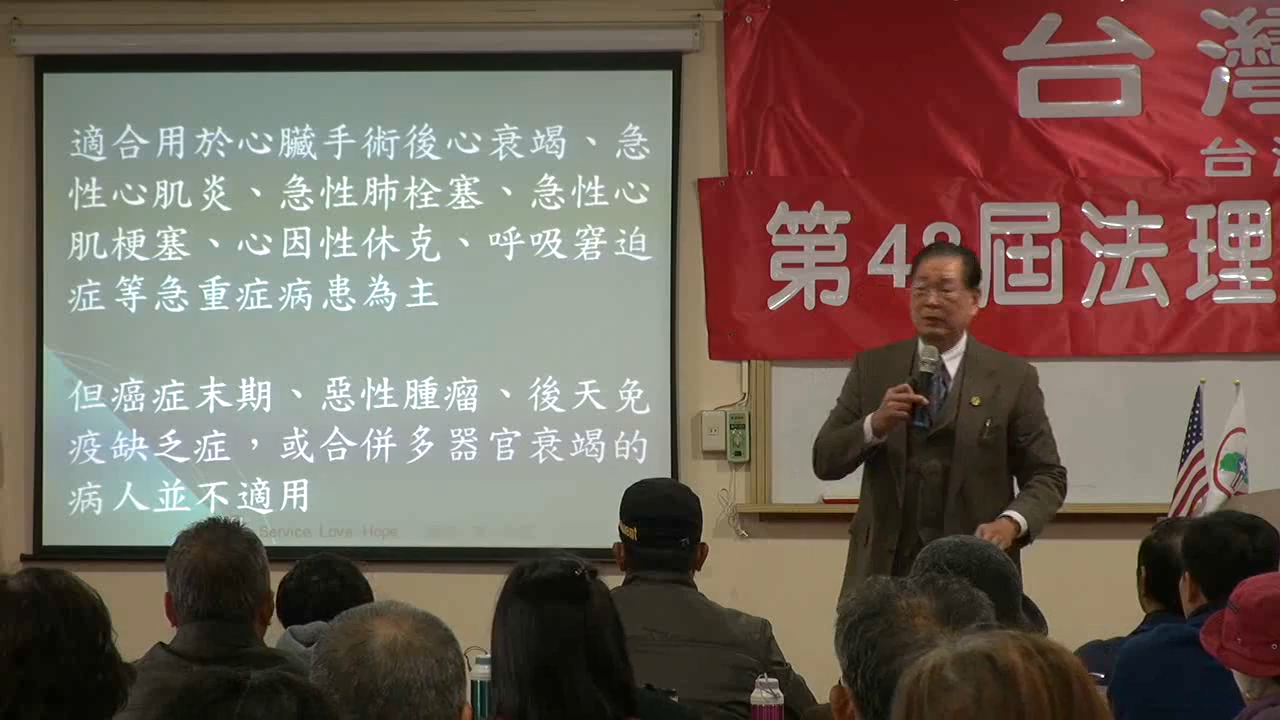 適合用於心臟手術後心衰竭、急
性心肌炎、急性肺栓塞、急性心
肌梗塞、心因性休克、呼吸窘迫
症等急重症病患為主
但癌症末期、惡性腫瘤、後天免
疫缺乏症，或合併多器官衰竭的
病人並不適用
Service Love Hope
台灣
台灣
第48屆法理